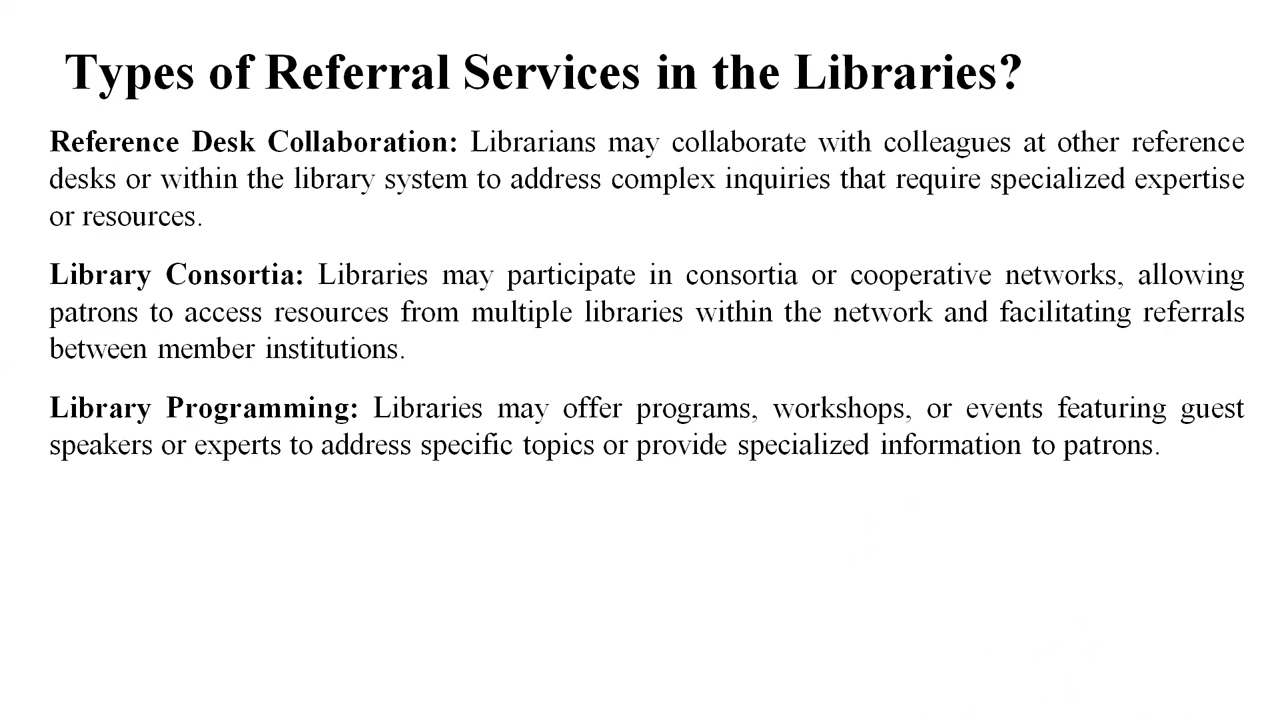 Types of Referral Services in the Libraries?
Reference Desk Collaboration: Librarians may collaborate with colleagues at other reference
desks or within the library system to address complex inquiries that require specialized expertise
or resources.
Library Consortia: Libraries may participate in consortia or cooperative networks, allowing
patrons to access resources from multiple libraries within the network and facilitating referrals
between member institutions.
Library Programming: Libraries may offer programs, workshops, or events featuring guest
speakers or experts to address specific topics or provide specialized information to patrons.